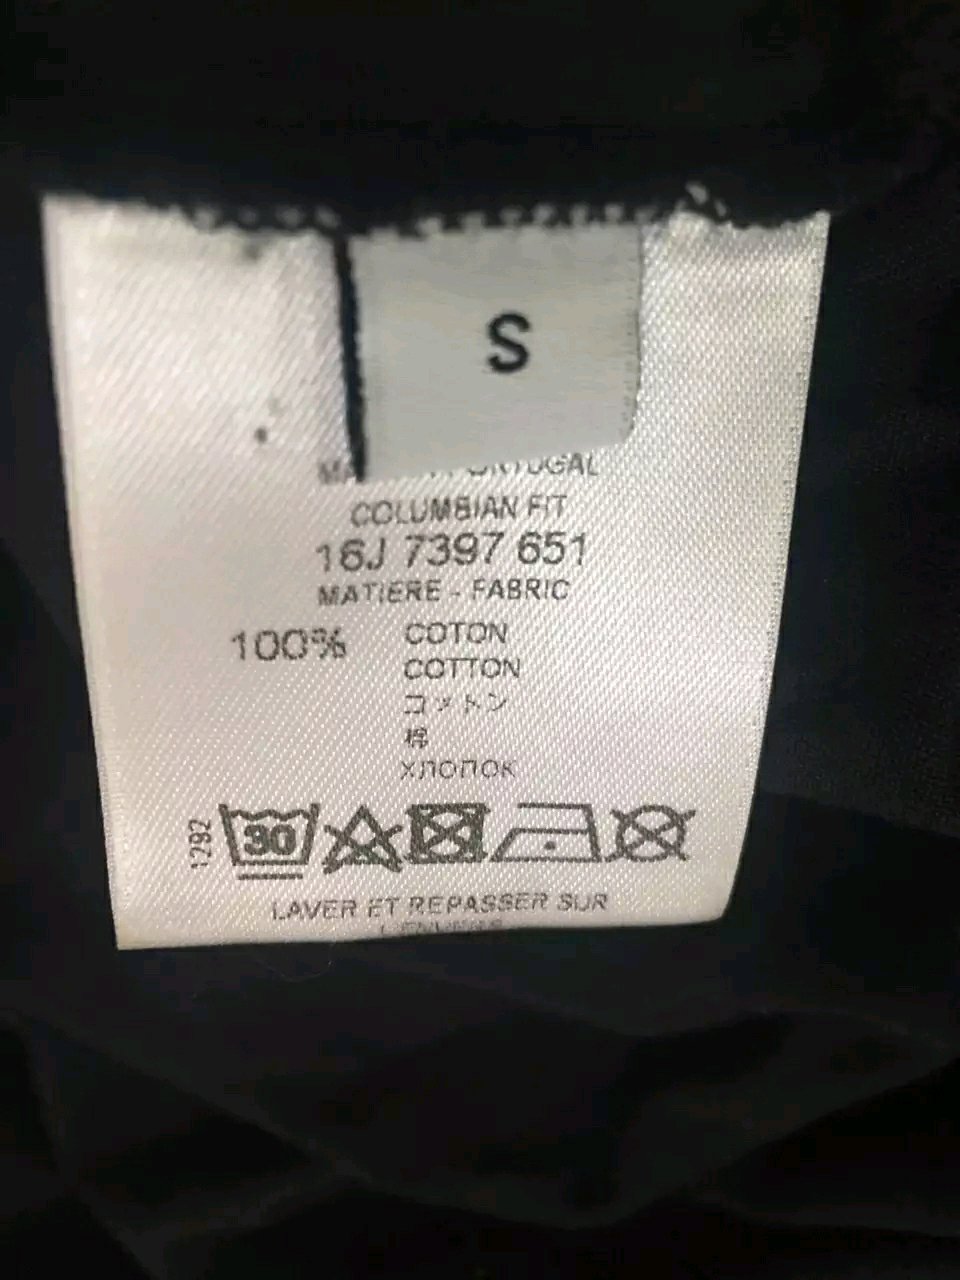 S
PORTUGAL
COLUMBIAN FIT
16J 7397 651
MATIERE - FABRIC
100% COTON
COTTON
コットン
棉
ХЛОПОК
1292
30
LAVER ET REPASSER SUR